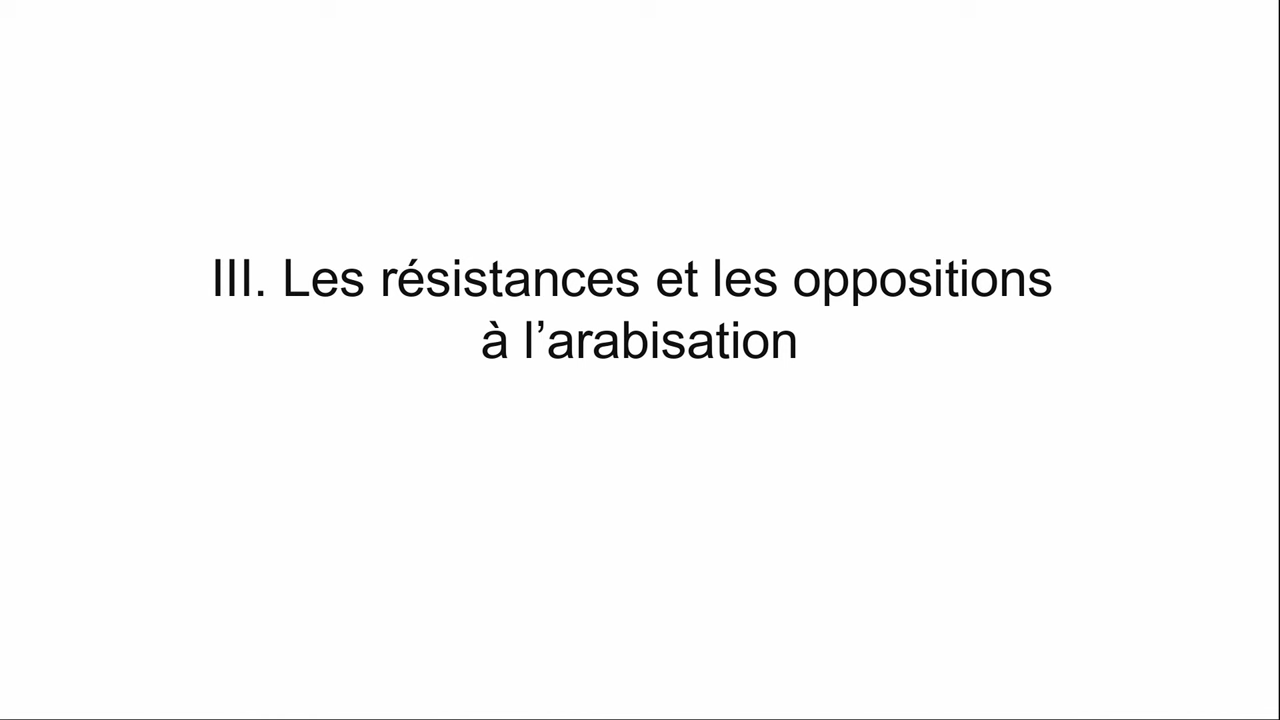 III. Les résistances et les oppositions
à l’arabisation